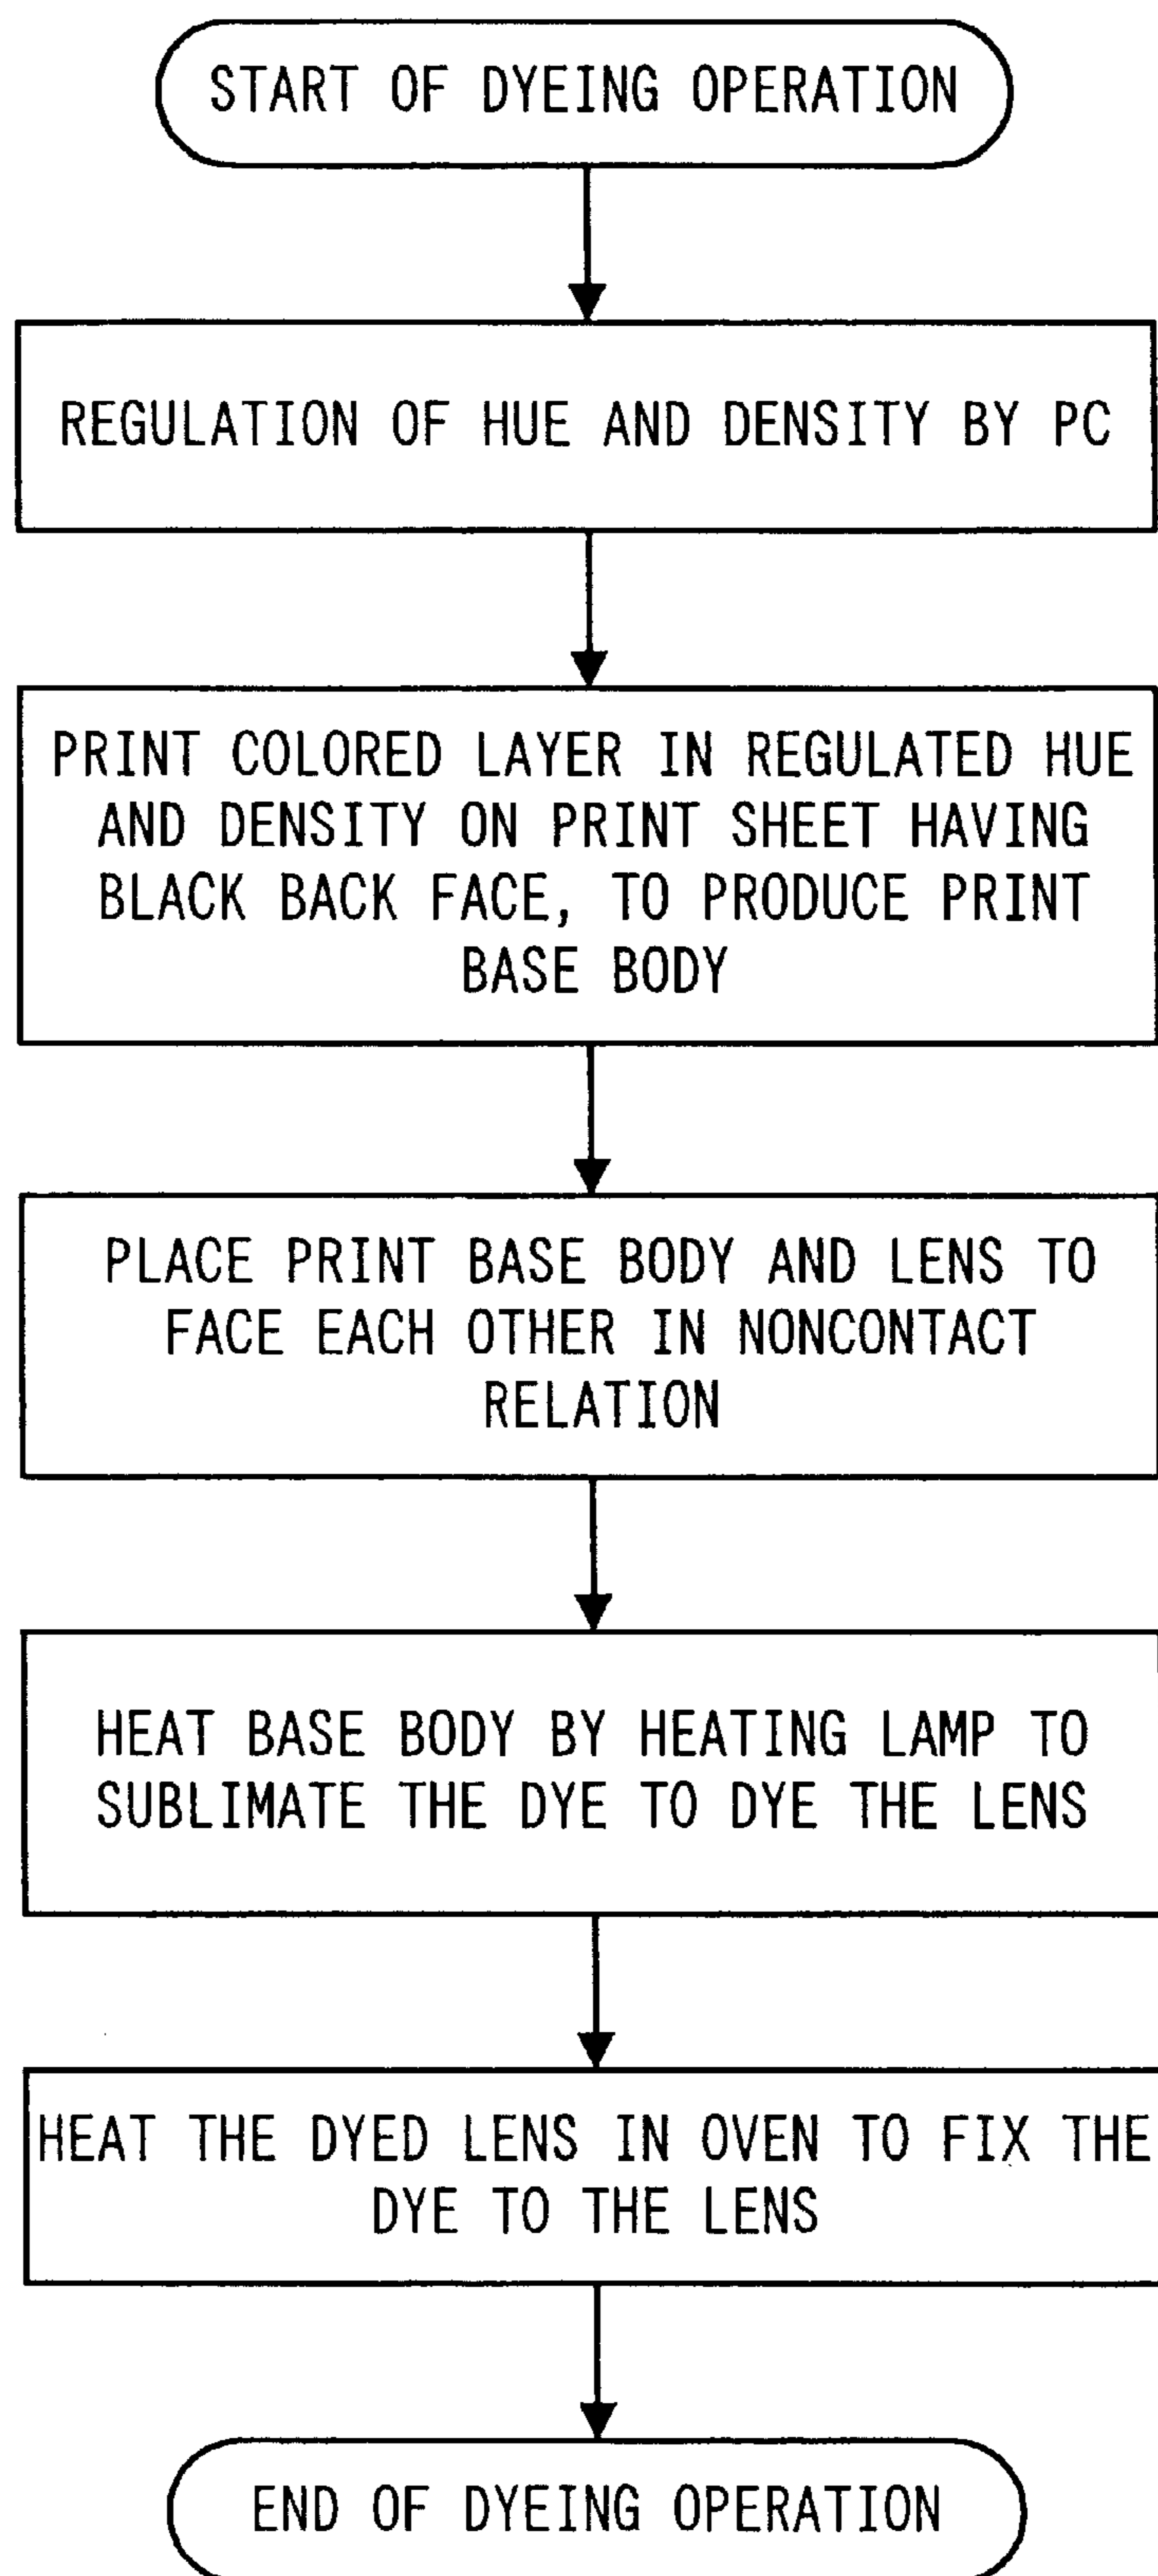 START OF DYEING OPERATION
REGULATION OF HUE AND DENSITY BY PC
PRINT COLORED LAYER IN REGULATED HUE
AND DENSITY ON PRINT SHEET HAVING
BLACK BACK FACE, TO PRODUCE PRINT
BASE BODY
PLACE PRINT BASE BODY AND LENS TO
FACE EACH OTHER IN NONCONTACT
RELATION
HEAT BASE BODY BY HEATING LAMP TO
SUBLIMATE THE DYE TO DYE THE LENS
HEAT THE DYED LENS IN OVEN TO FIX THE
DYE TO THE LENS
END OF DYEING OPERATION